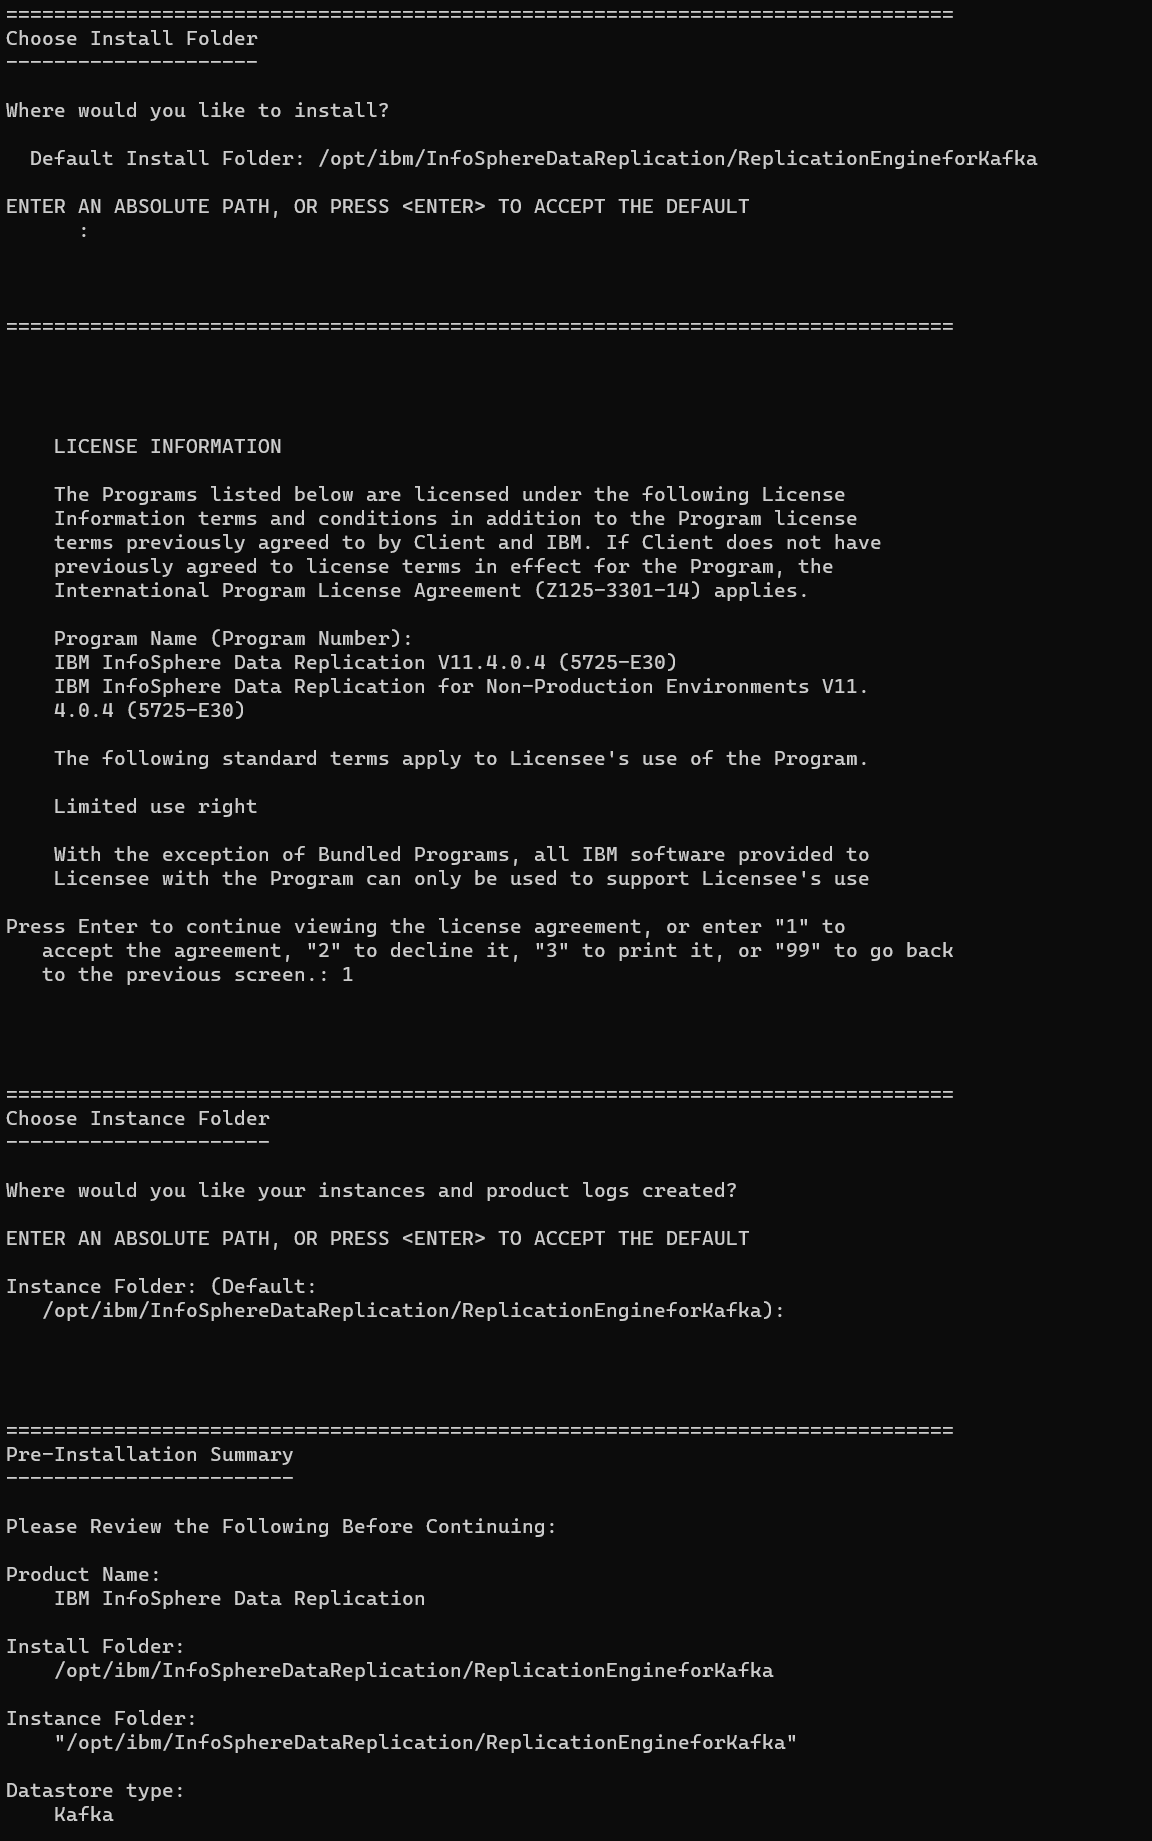 ===============================================================================
Choose Install Folder
---------------------
Where would you like to install?
Default Install Folder: /opt/ibm/InfoSphereDataReplication/ReplicationEngineforKafka
ENTER AN ABSOLUTE PATH, OR PRESS <ENTER> TO ACCEPT THE DEFAULT
:
===============================================================================
LICENSE INFORMATION
The Programs listed below are licensed under the following License
Information terms and conditions in addition to the Program license
terms previously agreed to by Client and IBM. If Client does not have
previously agreed to license terms in effect for the Program, the
International Program License Agreement (Z125-3301-14) applies.
Program Name (Program Number):
IBM InfoSphere Data Replication V11.4.0.4 (5725-E30)
IBM InfoSphere Data Replication for Non-Production Environments V11.
4.0.4 (5725-E30)
The following standard terms apply to Licensee's use of the Program.
Limited use right
With the exception of Bundled Programs, all IBM software provided to
Licensee with the Program can only be used to support Licensee's use
Press Enter to continue viewing the license agreement, or enter "1" to
accept the agreement, "2" to decline it, "3" to print it, or "99" to go back
to the previous screen.: 1
===============================================================================
Choose Instance Folder
----------------------
Where would you like your instances and product logs created?
ENTER AN ABSOLUTE PATH, OR PRESS <ENTER> TO ACCEPT THE DEFAULT
Instance Folder: (Default:
/opt/ibm/InfoSphereDataReplication/ReplicationEngineforKafka):
===============================================================================
Pre-Installation Summary
------------------------
Please Review the Following Before Continuing:
Product Name:
IBM InfoSphere Data Replication
Install Folder:
/opt/ibm/InfoSphereDataReplication/ReplicationEngineforKafka
Instance Folder:
"/opt/ibm/InfoSphereDataReplication/ReplicationEngineforKafka"
Datastore type:
Kafka